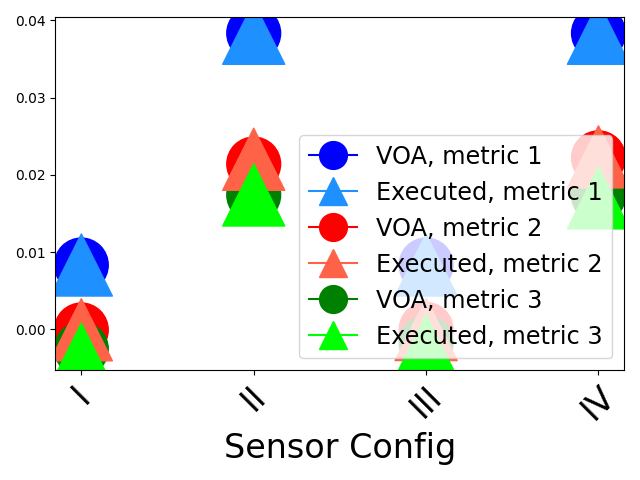 0.04
0.03
0.02
0.01
0.00
VOA, metric 1
Executed, metric 1
VOA, metric 2
Executed, metric 2
VOA, metric 3
Executed, metric 3
I
II
III
IV
Sensor Config